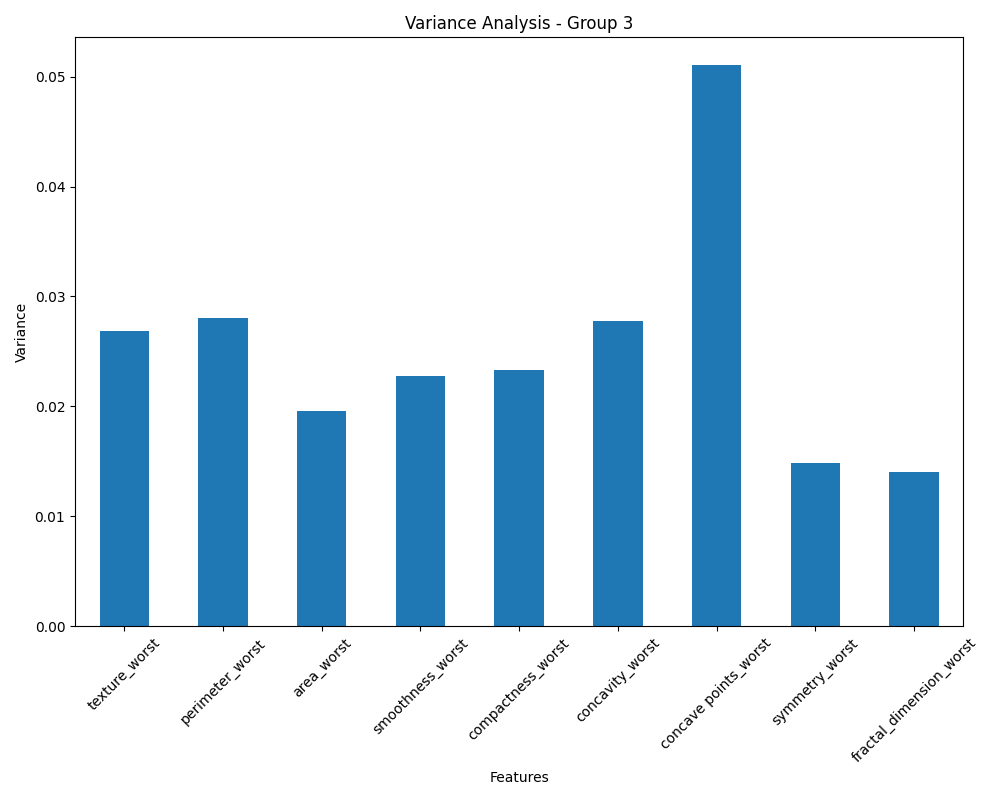 Variance Analysis - Group 3
Variance
0.05
0.04
0.03
0.02
0.01
0.00
texture_worst
perimeter_worst
area_worst
smoothness_worst
compactness_worst
concavity_worst
concave points_worst
symmetry_worst
fractal_dimension_worst
Features